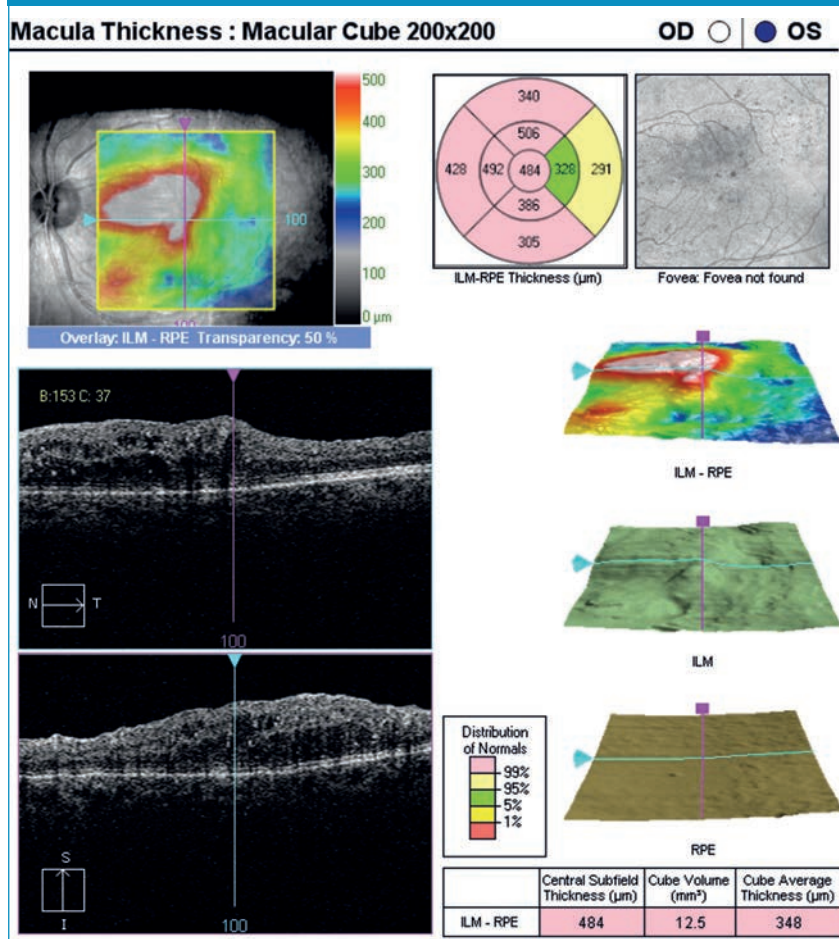 Macula Thickness : Macular Cube 200x200 OD OS
500
400
300
200
100
0 µm
100
100
Overlay: ILM - RPE Transparency: 50 %
340
506
428 492 484 328 291
386
305
ILM-RPE Thickness (µm)
Fovea: Fovea not found
B:153 C: 37
N T
100
S
I
100
ILM - RPE
ILM
RPE
Distribution
of Normals
99%
95%
5%
1%
Central Subfield Thickness (µm) Cube Volume (mm³) Cube Average Thickness (µm)
ILM - RPE 484 12.5 348